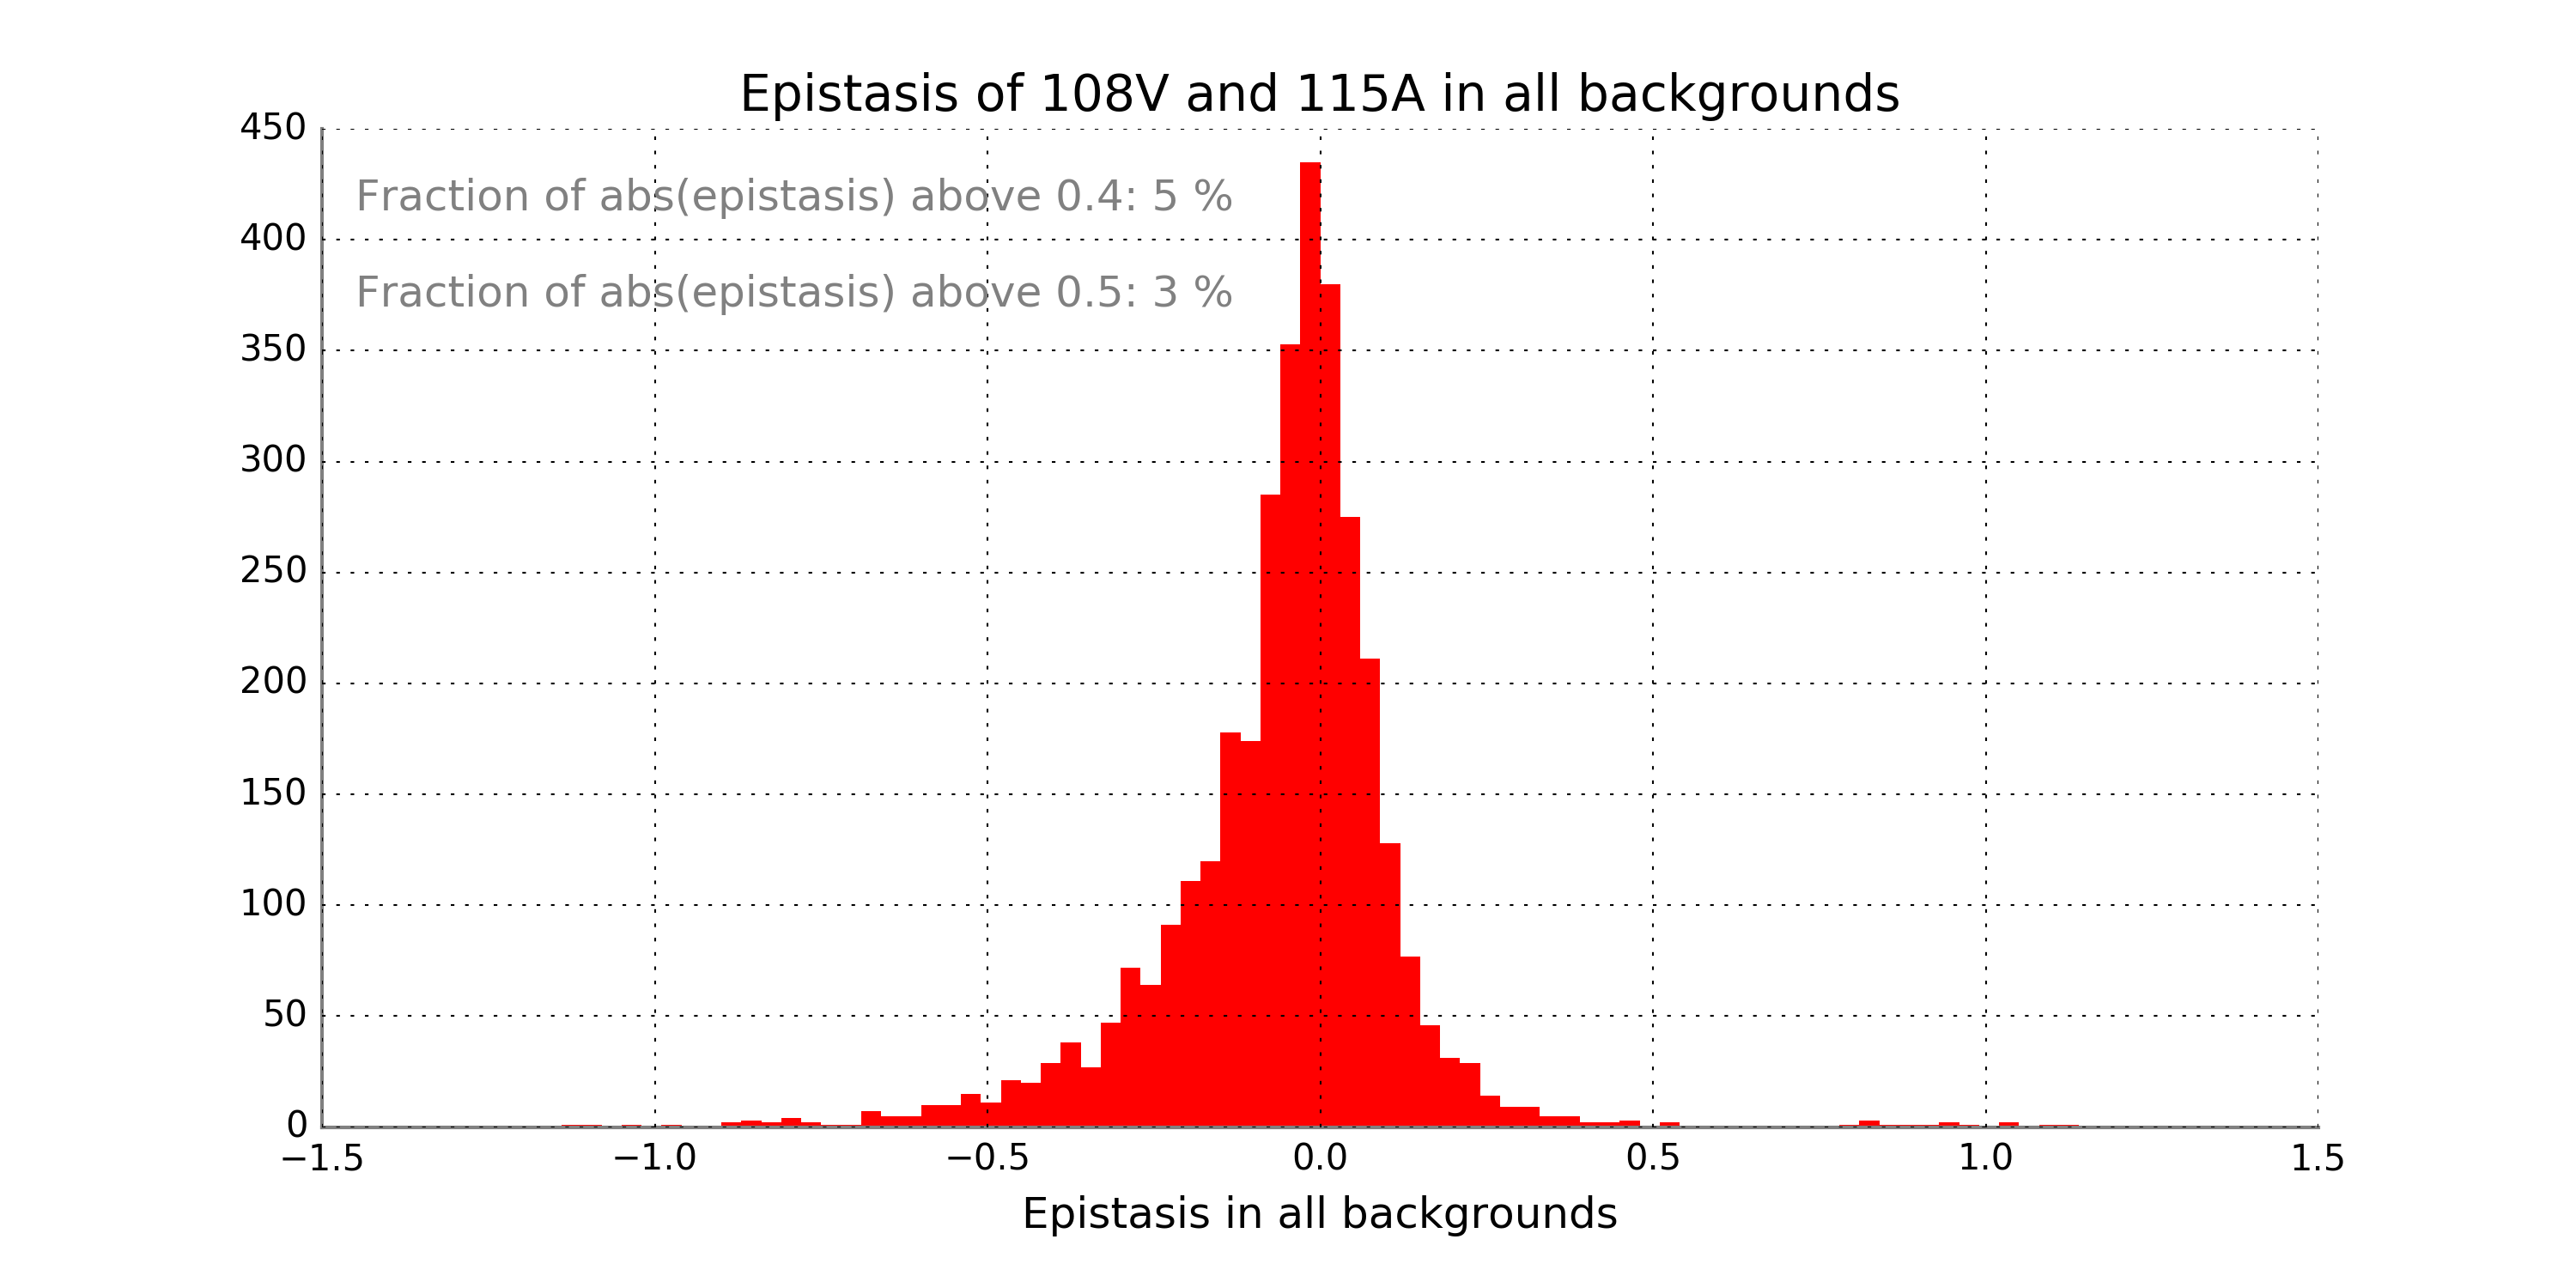 Epistasis of 108V and 115A in all backgrounds
450
Fraction of abs(epistasis) above 0.4: 5 %
400
Fraction of abs(epistasis) above 0.5: 3 %
350
300
250
200
150
100
50
0
−1.5 −1.0 −0.5 0.0 0.5 1.0 1.5
Epistasis in all backgrounds